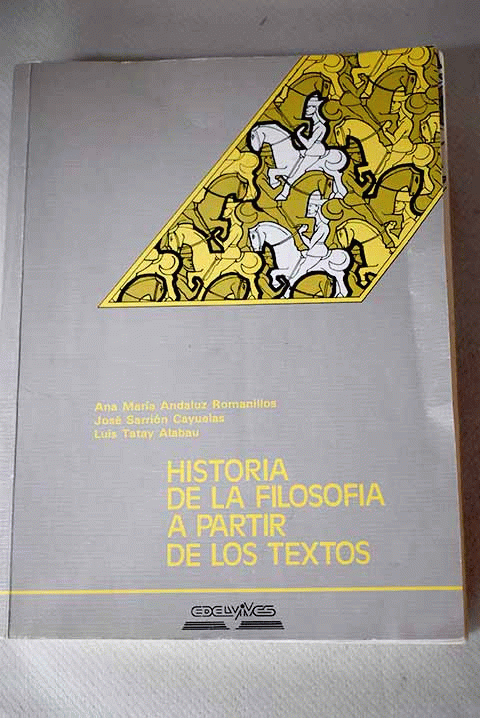 Ana María Andaluz Romanillos
José Sarrión Cayuelas
Luis Tatay Alabau
HISTORIA
DE LA FILOSOFIA
A PARTIR
DE LOS TEXTOS
EDELVIVES